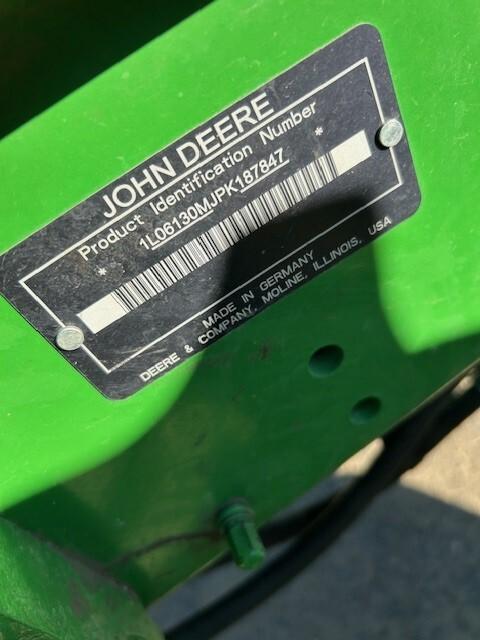 JOHN DEERE
Product Identification Number
* 1L06130MJPK187847 *
MADE IN GERMANY
DEERE & COMPANY, MOLINE, ILLINOIS, USA